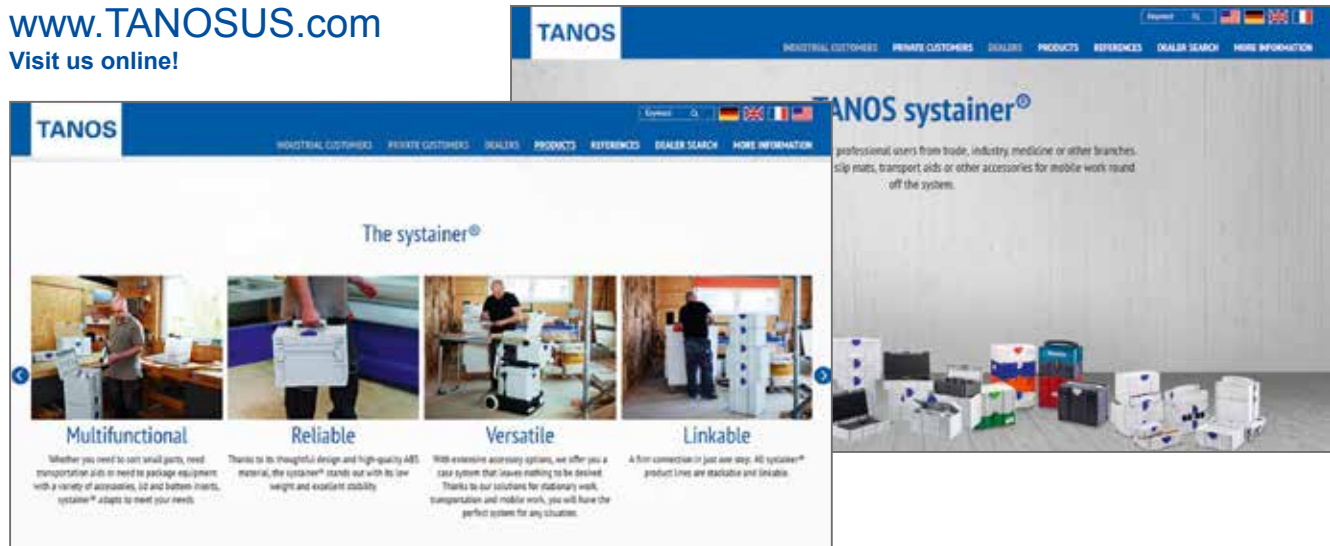 www.TANOSUS.com
Visit us online!
TANOS
Keyword
INDUSTRIAL CUSTOMERS PRIVATE CUSTOMERS DEALERS PRODUCTS REFERENCES DEALER SEARCH MORE INFORMATION
TANOS systainer®
professional users from trade, industry, medicine or other branches.
slip mats, transport aids or other accessories for mobile work round
off the system.
TANOS
Keyword
INDUSTRIAL CUSTOMERS PRIVATE CUSTOMERS DEALERS PRODUCTS REFERENCES DEALER SEARCH MORE INFORMATION
The systainer®
Multifunctional
Whether you need to sort small parts, need
transportation aids or need to package equipment
with a variety of accessories, lid and bottom inserts,
systainer® adapts to meet your needs.
Reliable
Thanks to its thoughtful design and high-quality ABS
material, the systainer® stands out with its low
weight and excellent stability.
Versatile
With extensive accessory options, we offer you a
case system that leaves nothing to be desired.
Thanks to our solutions for stationary work,
transportation and mobile work, you will have the
perfect system for any situation.
Linkable
A firm connection in just one step. All systainer®
product lines are stackable and linkable.